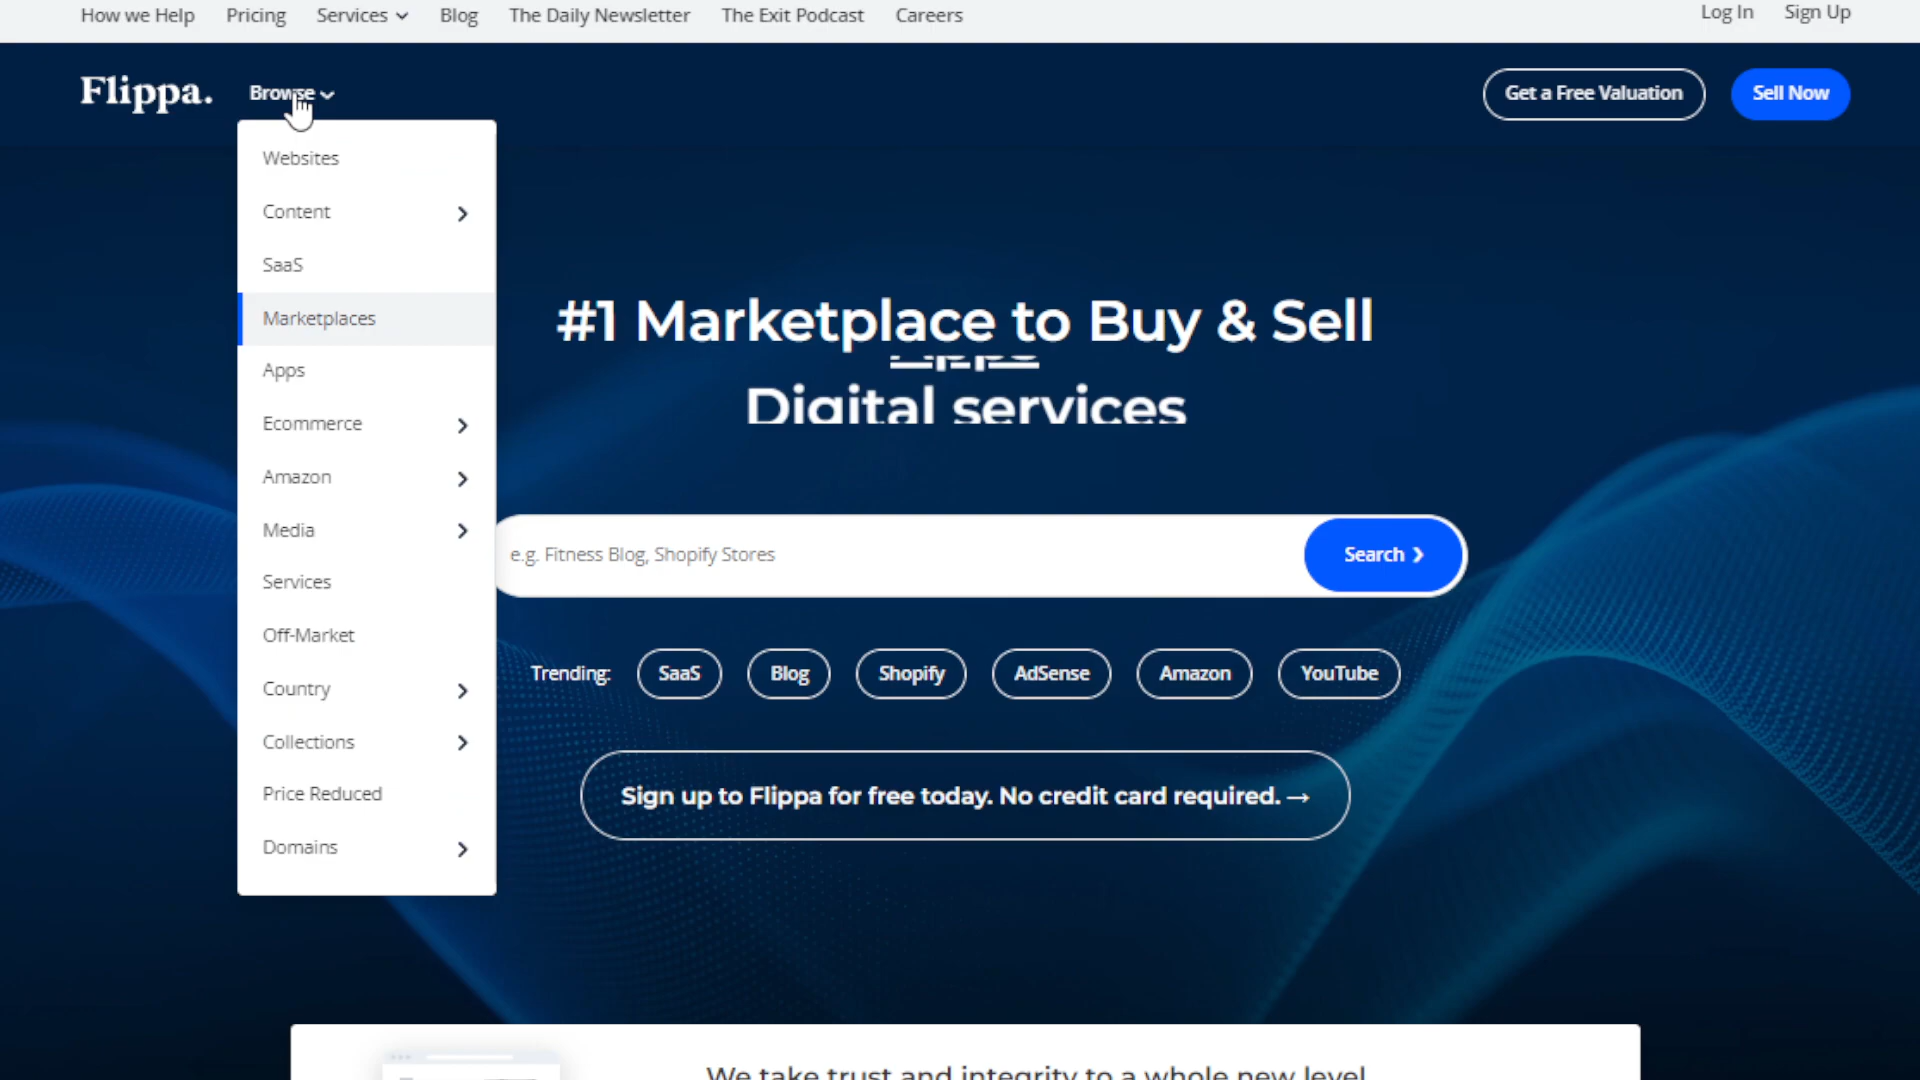 How we Help Pricing Services Blog The Daily Newsletter The Exit Podcast Careers Log In Sign Up
Flippa. Browse Get a Free Valuation Sell Now
Websites
Content
SaaS
Marketplaces
Apps
Ecommerce
Amazon
Media
Services
Off-Market
Country
Collections
Price Reduced
Domains
#1 Marketplace to Buy & Sell
Digital services
e.g. Fitness Blog, Shopify Stores Search
Trending: SaaS Blog Shopify AdSense Amazon YouTube
Sign up to Flippa for free today. No credit card required. →
We take trust and integrity to a whole new level